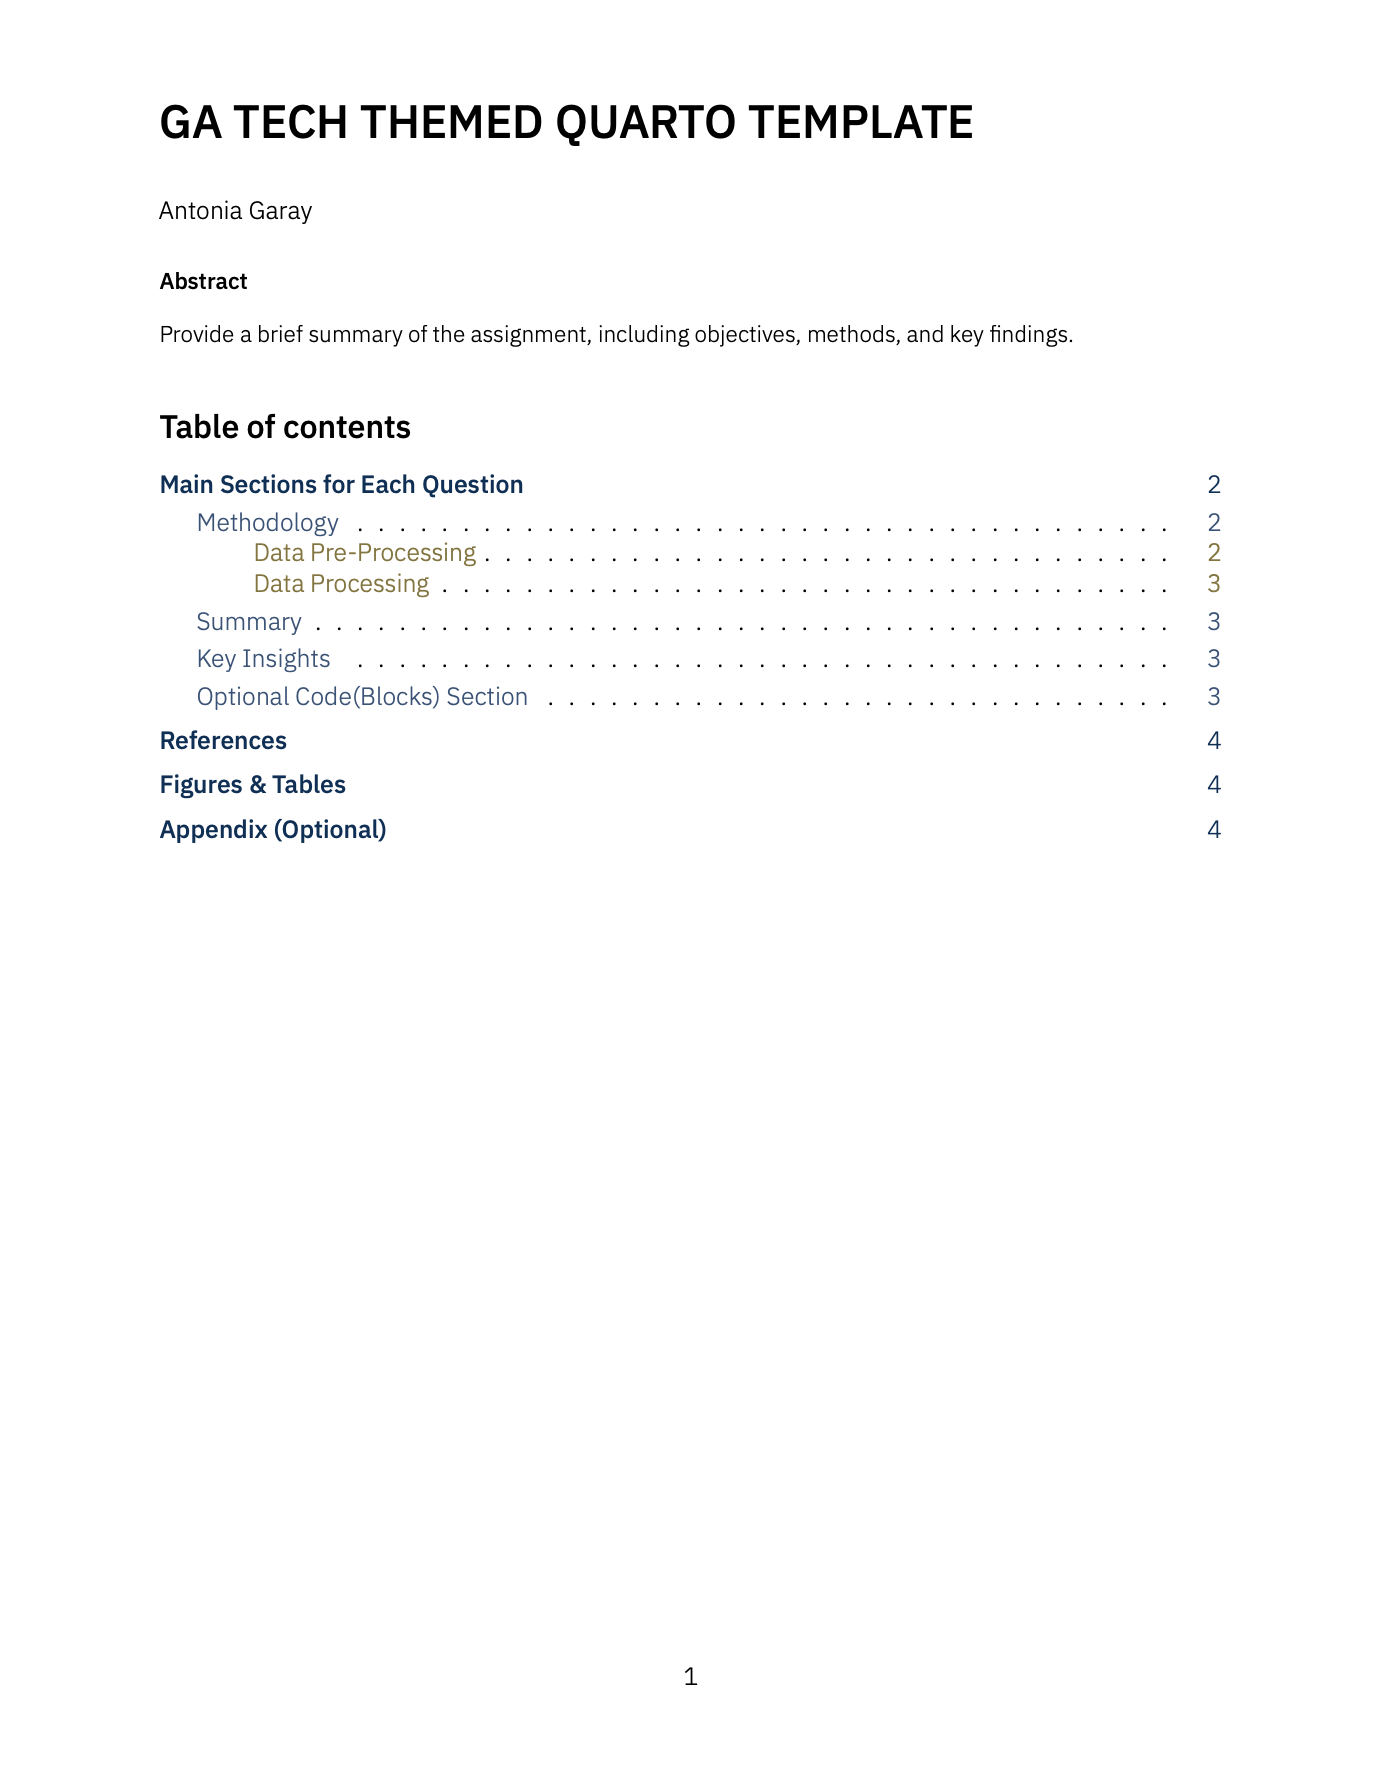 GA TECH THEMED QUARTO TEMPLATE
Antonia Garay
Abstract
Provide a brief summary of the assignment, including objectives, methods, and key findings.
Table of contents
Main Sections for Each Question 2
Methodology . . . . . . . . . . . . . . . . . . . . . . . . . . . . . . . . . . . . . . . 2
Data Pre-Processing . . . . . . . . . . . . . . . . . . . . . . . . . . . . . . . . . 2
Data Processing . . . . . . . . . . . . . . . . . . . . . . . . . . . . . . . . . . . 3
Summary . . . . . . . . . . . . . . . . . . . . . . . . . . . . . . . . . . . . . . . . . 3
Key Insights . . . . . . . . . . . . . . . . . . . . . . . . . . . . . . . . . . . . . . . 3
Optional Code(Blocks) Section . . . . . . . . . . . . . . . . . . . . . . . . . . . . . . 3
References 4
Figures & Tables 4
Appendix (Optional) 4
1